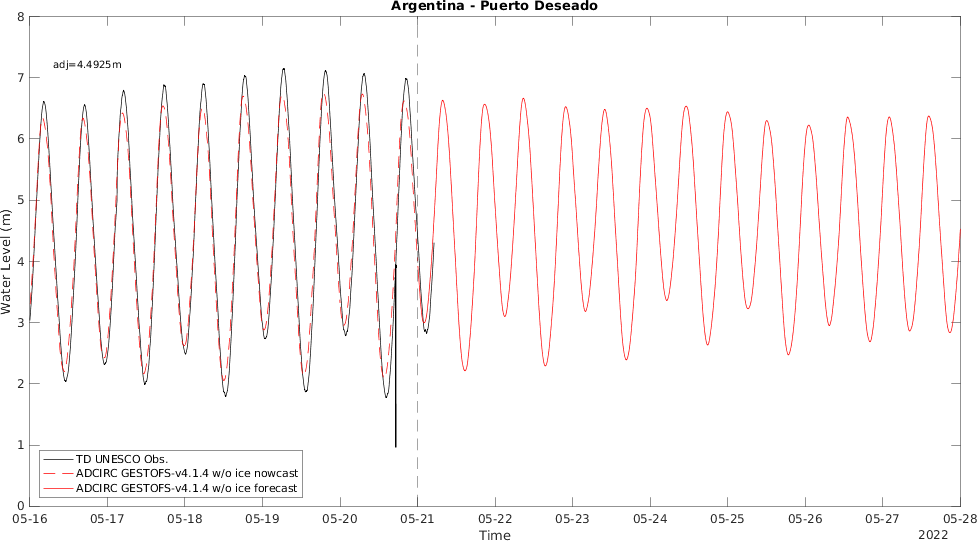 Argentina - Puerto Deseado
8
adj=4.4925m
7
6
5
4
3
2
1
0
Water Level (m)
TD UNESCO Obs.
ADCIRC GESTOFS-v4.1.4 w/o ice nowcast
ADCIRC GESTOFS-v4.1.4 w/o ice forecast
05-16 05-17 05-18 05-19 05-20 05-21 05-22 05-23 05-24 05-25 05-26 05-27 05-28
Time
2022